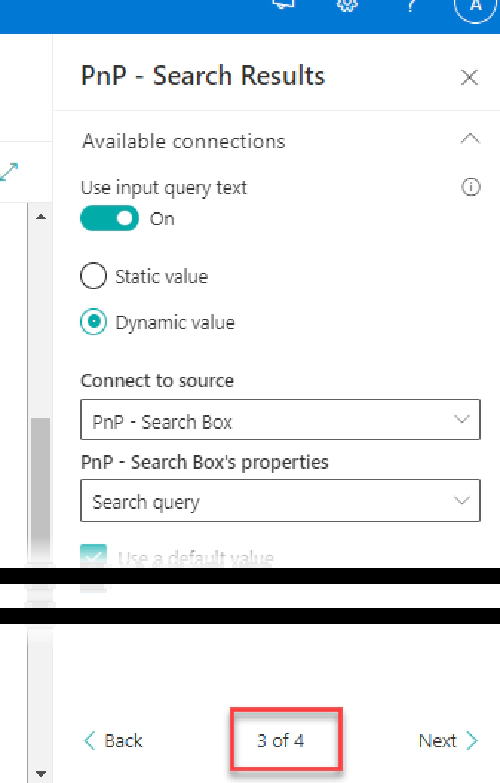 ?
A
PnP - Search Results
Available connections
Use input query text
On
Static value
Dynamic value
Connect to source
PnP - Search Box
PnP - Search Box's properties
Search query
Use a default value
Back
3 of 4
Next